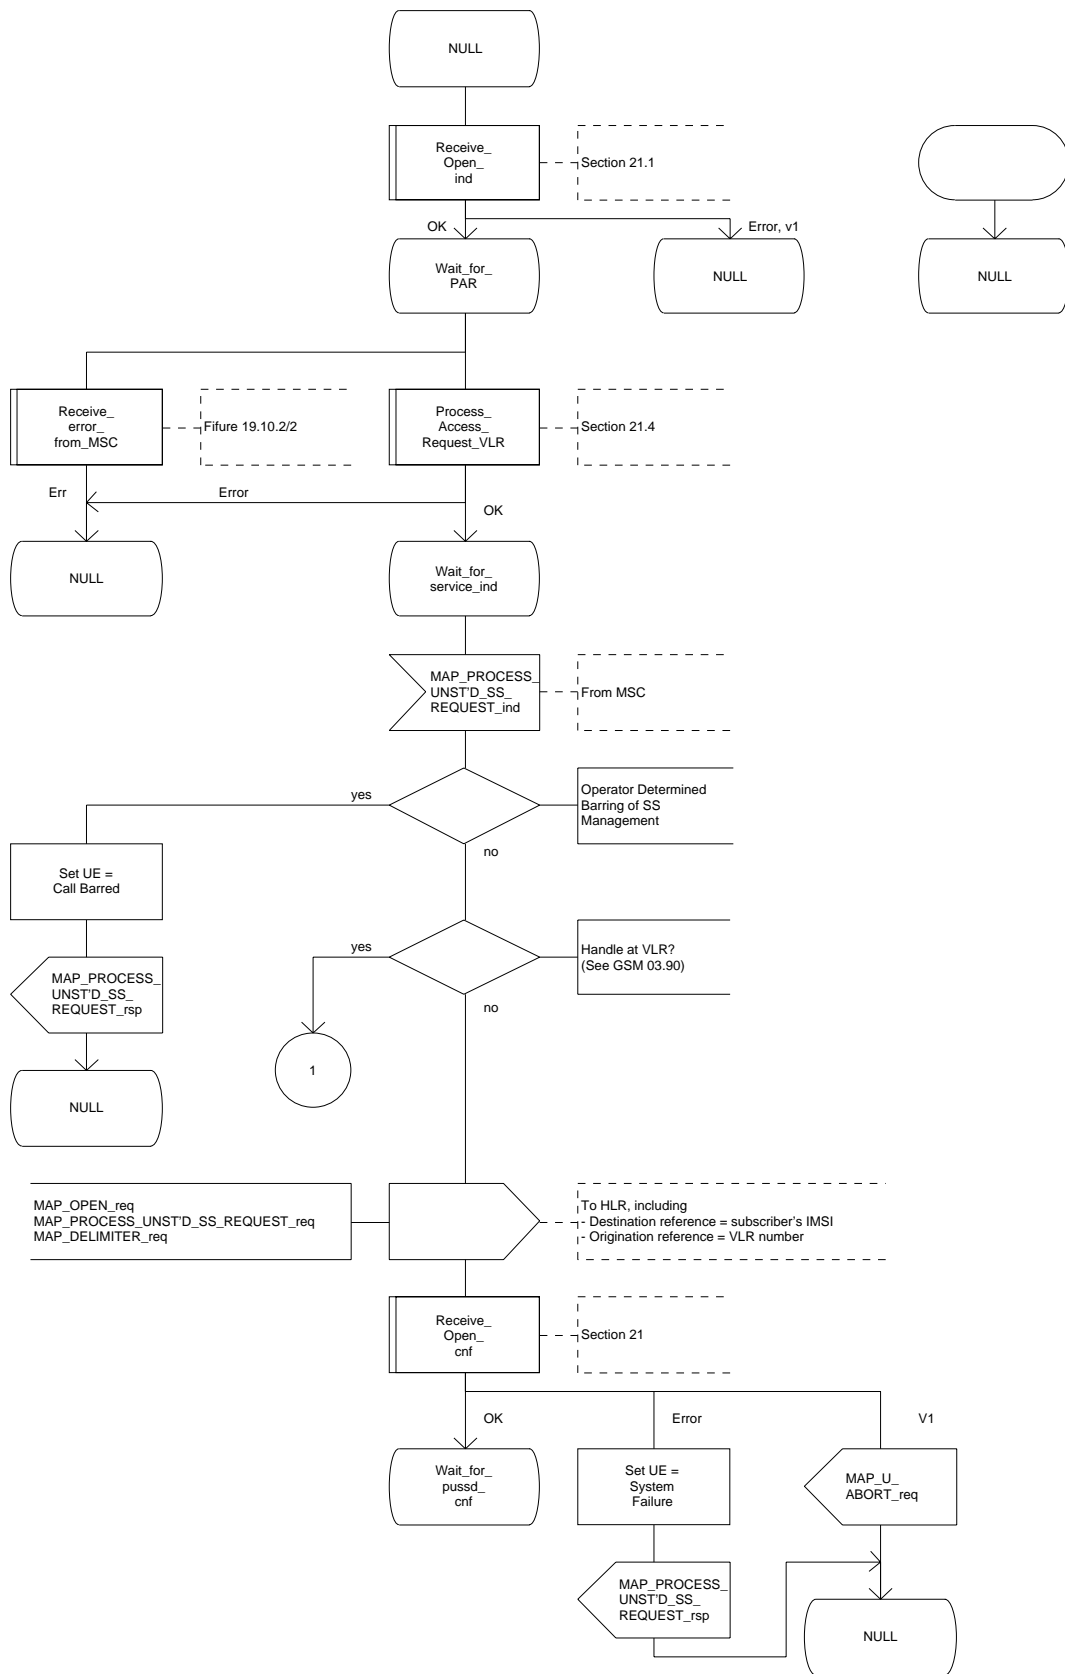 NULL
Receive_
Open_
ind
Section 21.1
OK
Error, v1
Wait_for_
PAR
NULL
NULL
Receive_
error_
from_MSC
Fifure 19.10.2/2
Process_
Access_
Request_VLR
Section 21.4
Err
Error
OK
NULL
Wait_for_
service_ind
MAP_PROCESS_
UNST'D_SS_
REQUEST_ind
From MSC
yes
Operator Determined
Barring of SS
Management
no
Set UE =
Call Barred
yes
Handle at VLR?
(See GSM 03.90)
no
MAP_PROCESS_
UNST'D_SS_
REQUEST_rsp
1
NULL
MAP_OPEN_req
MAP_PROCESS_UNST'D_SS_REQUEST_req
MAP_DELIMITER_req
To HLR, including
- Destination reference = subscriber's IMSI
- Origination reference = VLR number
Receive_
Open_
cnf
Section 21
OK
Error
V1
Wait_for_
pussd_
cnf
Set UE =
System
Failure
MAP_U_
ABORT_req
MAP_PROCESS_
UNST'D_SS_
REQUEST_rsp
NULL